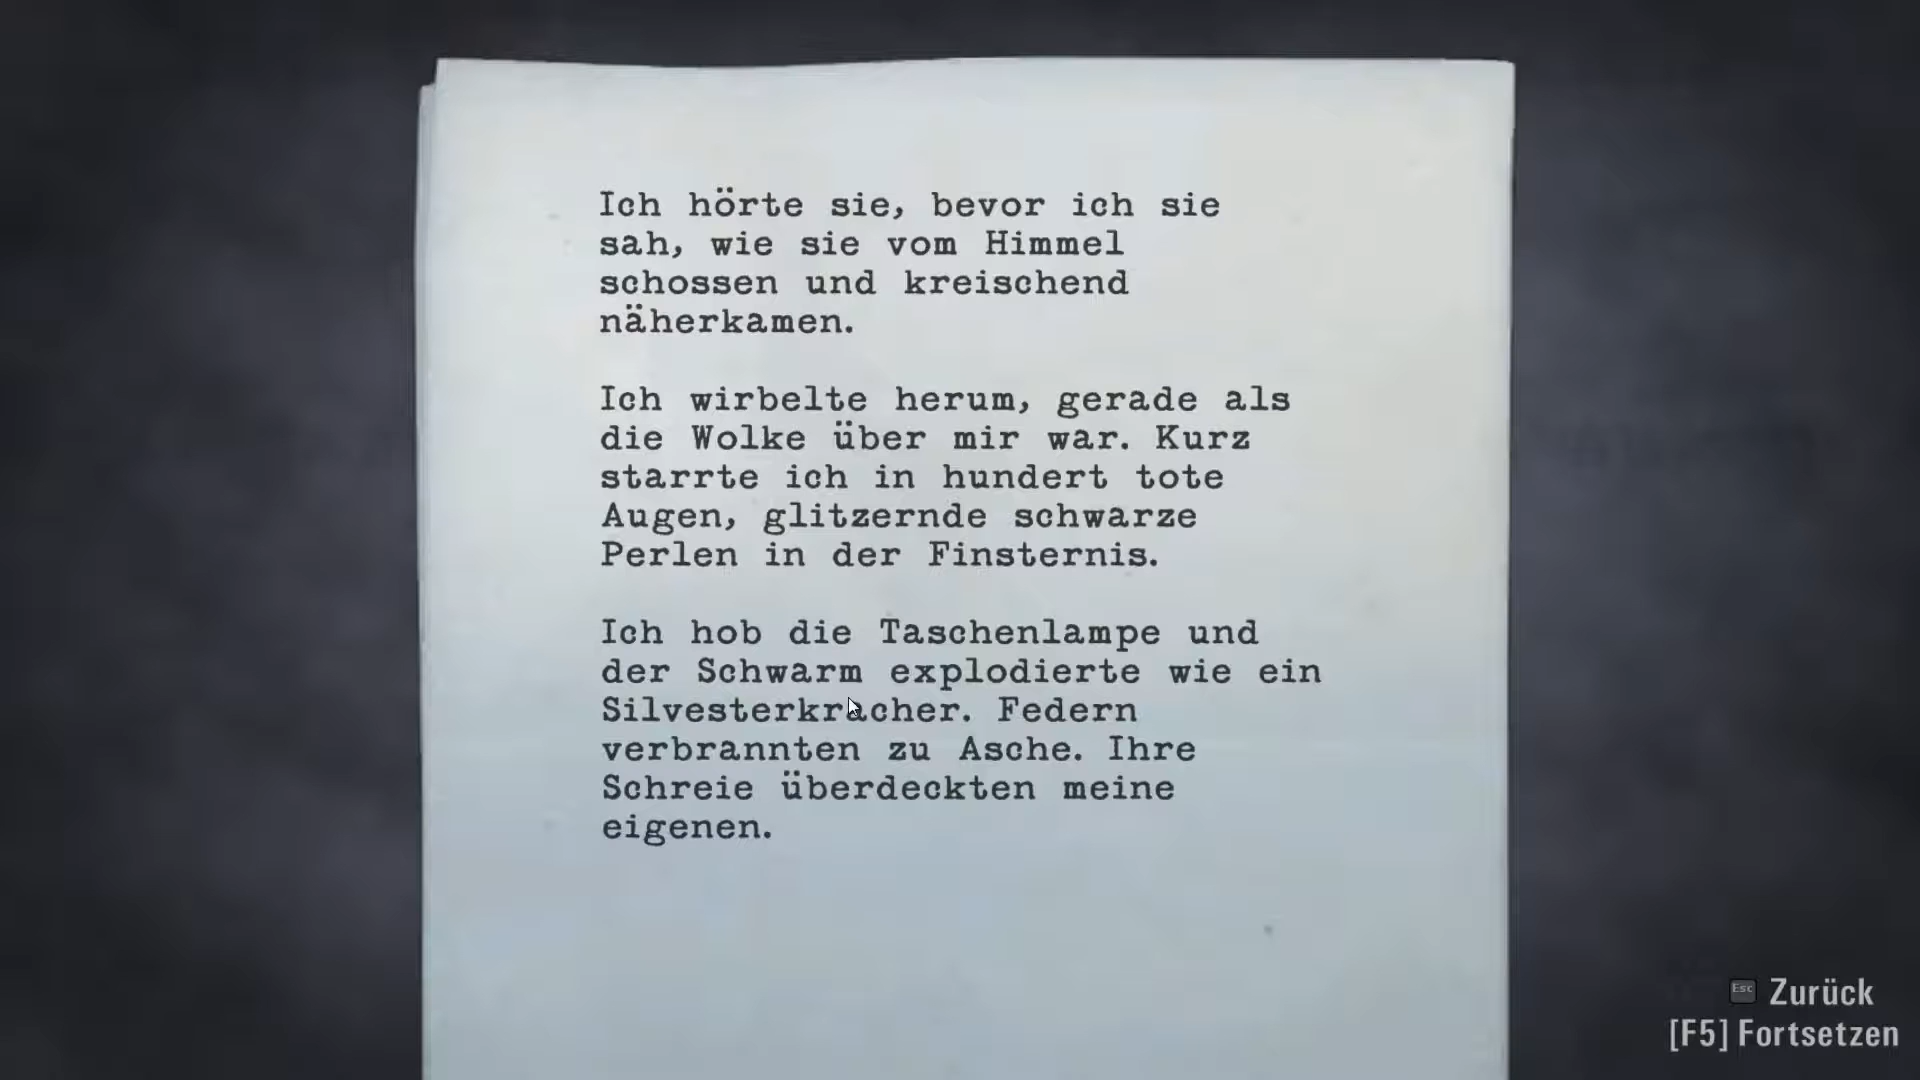 Ich hörte sie, bevor ich sie
sah, wie sie vom Himmel
schossen und kreischend
näherkamen.
Ich wirbelte herum, gerade als
die Wolke über mir war. Kurz
starrte ich in hundert tote
Augen, glitzernde schwarze
Perlen in der Finsternis.
Ich hob die Taschenlampe und
der Schwarm explodierte wie ein
Silvesterkracher. Federn
verbrannten zu Asche. Ihre
Schreie überdeckten meine
eigenen.
Esc Zurück
[F5] Fortsetzen